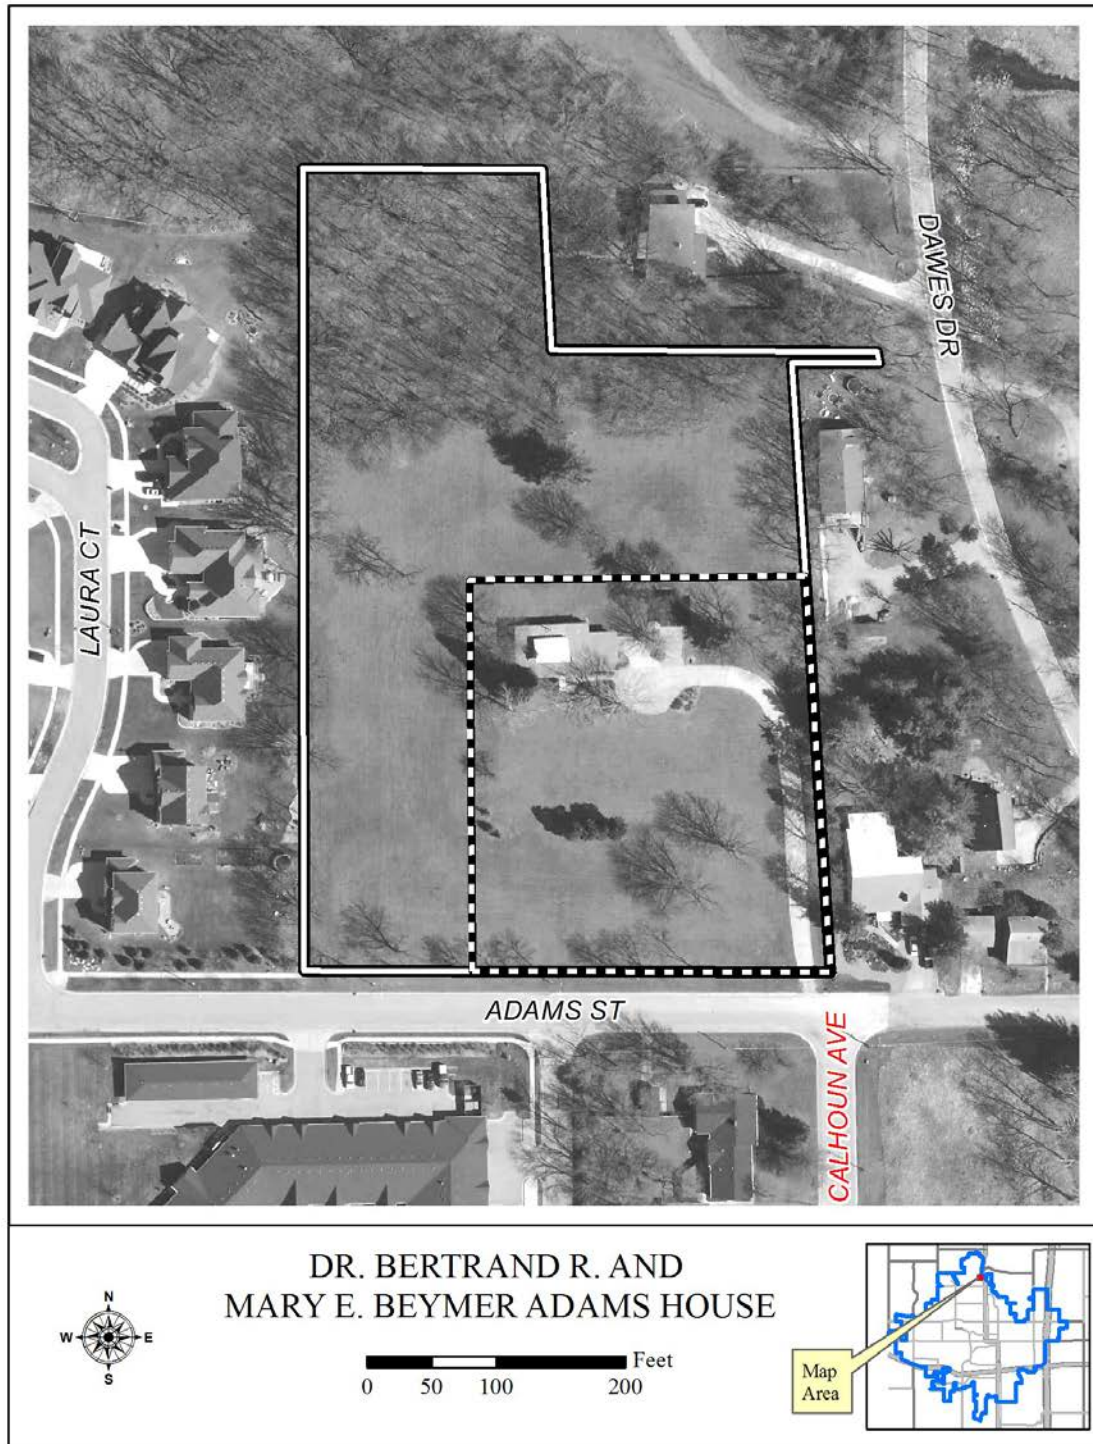 DAWES DR
LAURA CT
ADAMS ST
CALHOUN AVE
DR. BERTRAND R. AND
MARY E. BEYMER ADAMS HOUSE
N
W E
S
Feet
0 50 100 200
Map
Area